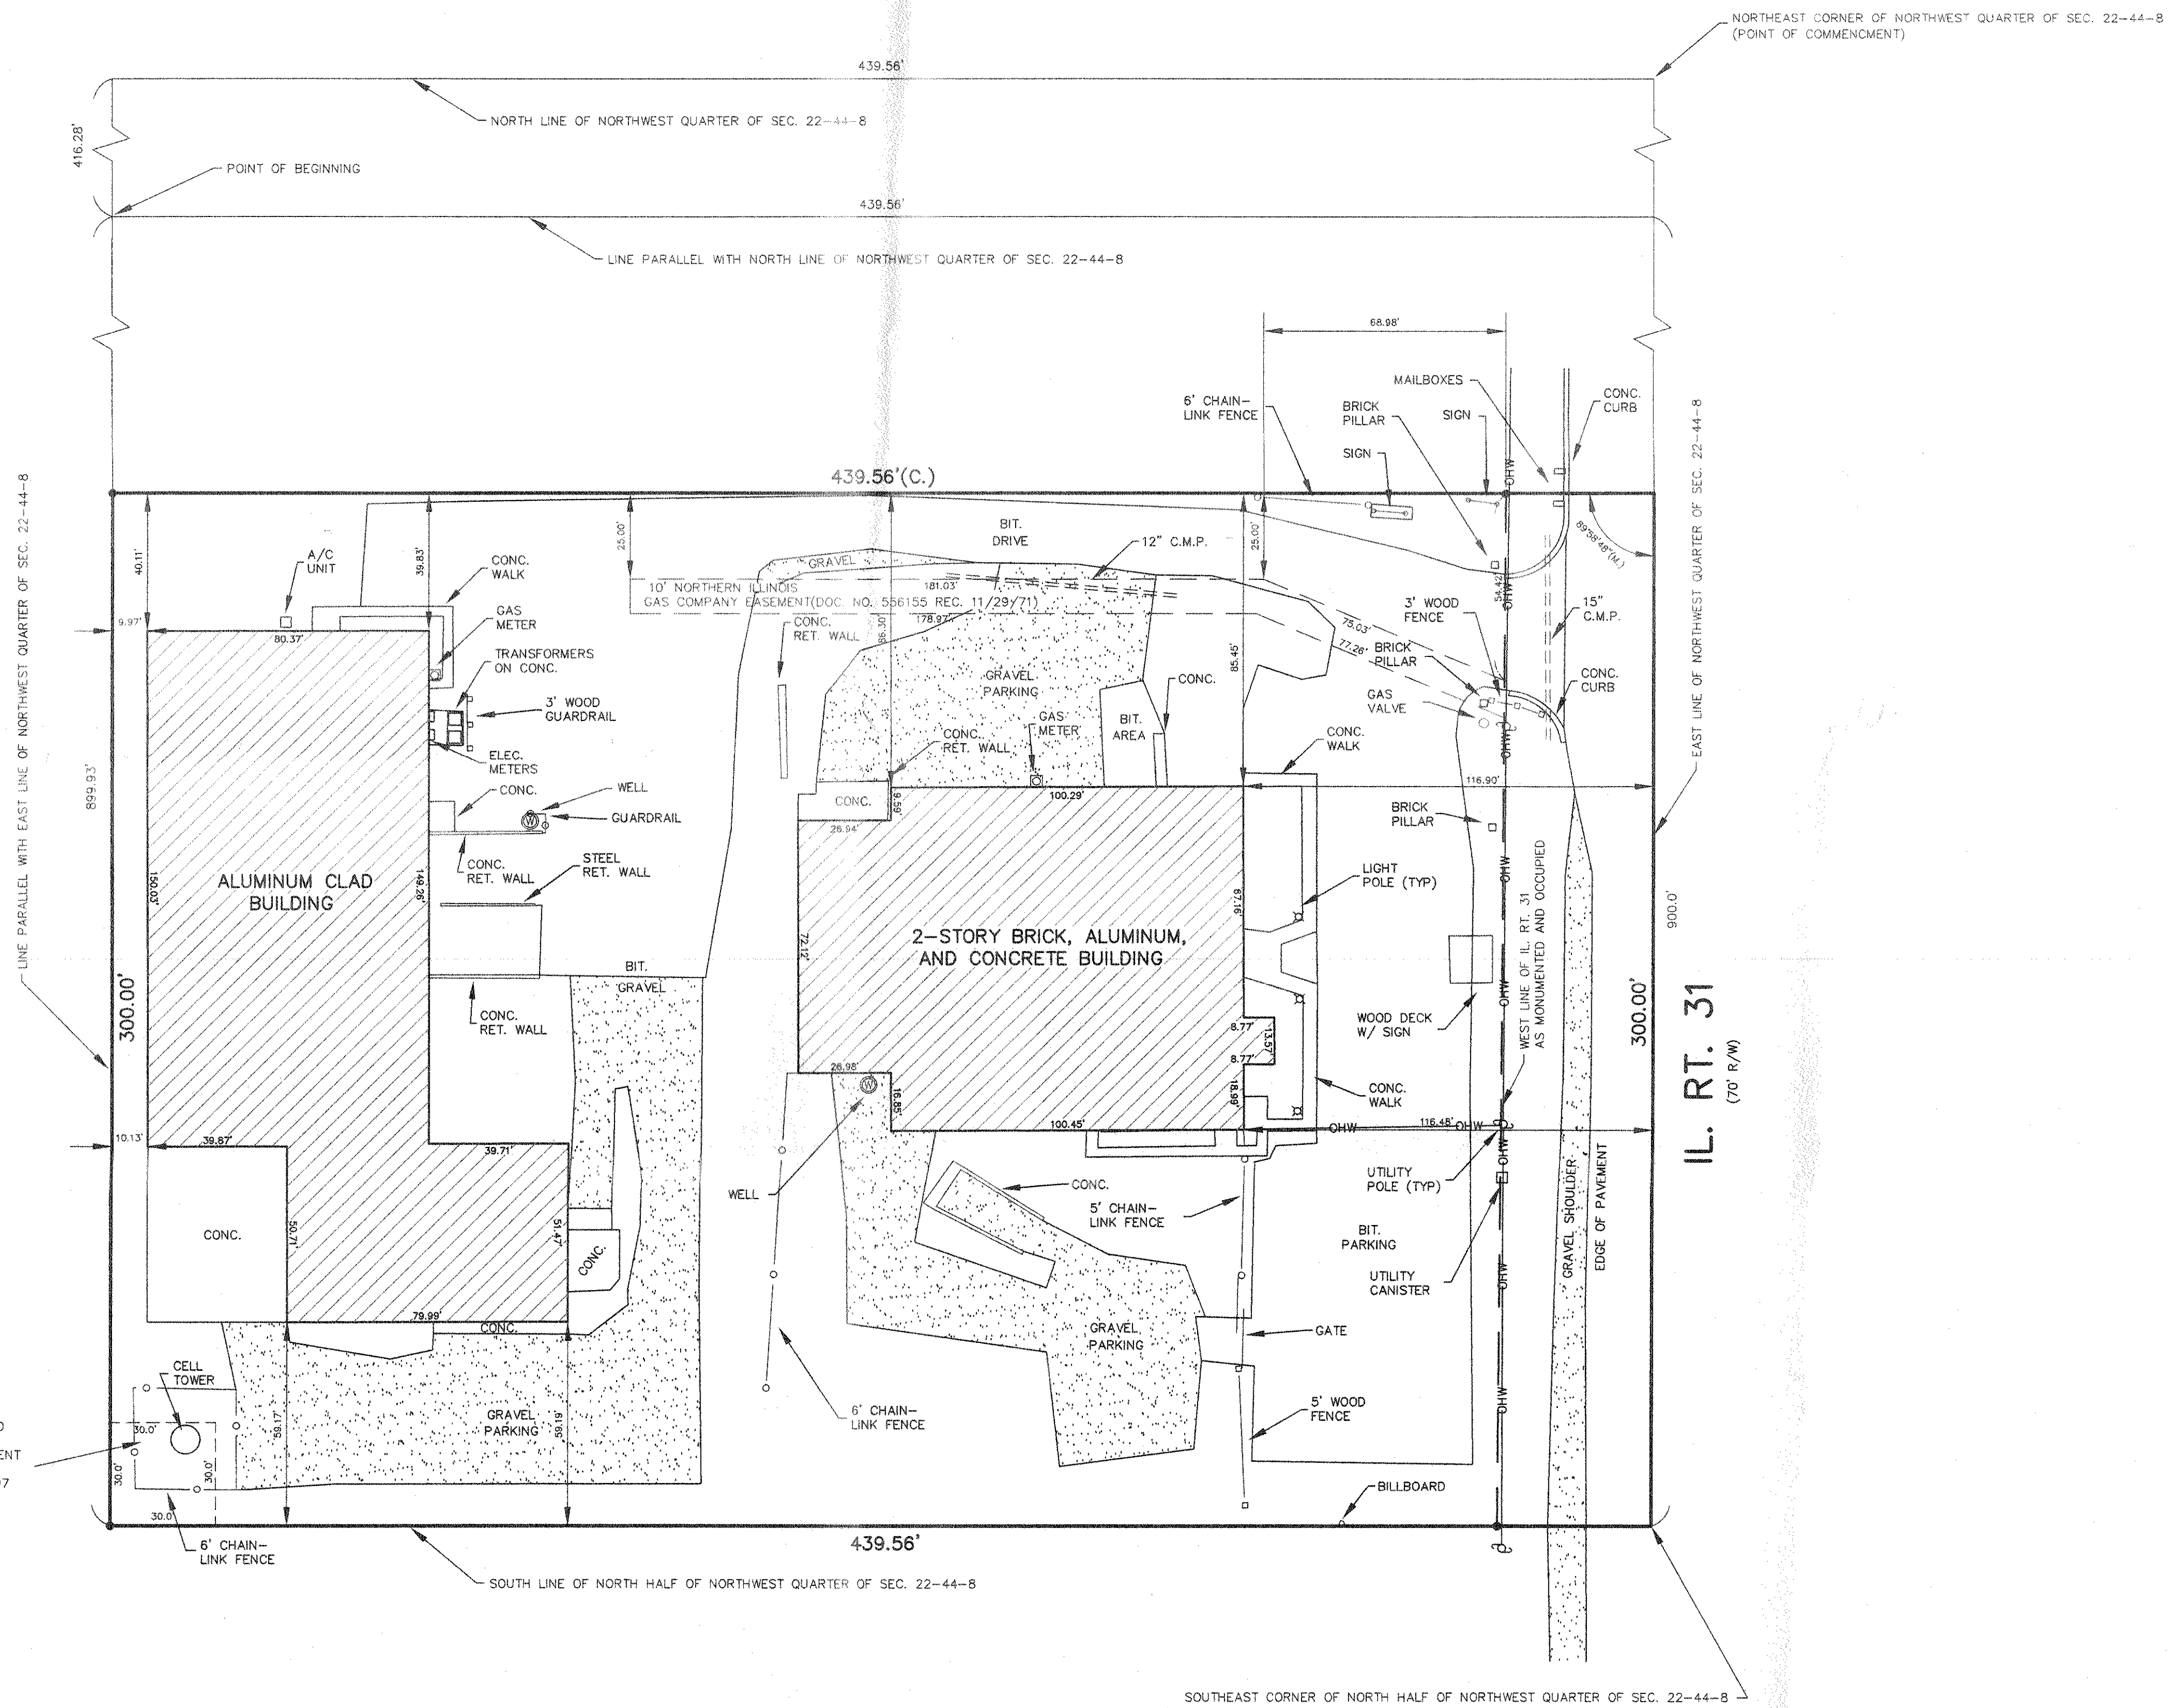 NORTHEAST CORNER OF NORTHWEST QUARTER OF SEC. 22-44-8
(POINT OF COMMENCMENT)
439.56'
NORTH LINE OF NORTHWEST QUARTER OF SEC. 22-44-8
416.28'
POINT OF BEGINNING
439.56'
LINE PARALLEL WITH NORTH LINE OF NORTHWEST QUARTER OF SEC. 22-44-8
68.98'
MAILBOXES
CONC.
CURB
6' CHAIN-
LINK FENCE
BRICK
PILLAR
SIGN
SIGN
439.56'(C.)
OHW
LINE PARALLEL WITH EAST LINE OF NORTHWEST QUARTER OF SEC. 22-44-8
EAST LINE OF NORTHWEST QUARTER OF SEC. 22-44-8
40.11'
A/C
UNIT
39.83'
CONC.
WALK
25.00'
BIT.
DRIVE
12" C.M.P.
25.00'
89°58'48"(M.)
GRAVEL
10' NORTHERN ILLINOIS
GAS COMPANY EASEMENT(DOC. NO. 556155 REC. 11/29/71)
181.03'
178.97'
54.42'
OHW
3' WOOD
FENCE
15"
C.M.P.
9.97'
80.37'
GAS
METER
CONC.
RET. WALL
86.30'
75.03'
77.26'
BRICK
PILLAR
TRANSFORMERS
ON CONC.
85.45'
GRAVEL
PARKING
CONC.
GAS
VALVE
CONC.
CURB
3' WOOD
GUARDRAIL
BIT.
AREA
GAS
METER
CONC.
RET. WALL
CONC.
WALK
OHW
ELEC.
METERS
899.93'
CONC.
WELL
GUARDRAIL
CONC.
9.59'
26.94'
100.29'
116.90'
BRICK
PILLAR
CONC.
RET. WALL
STEEL
RET. WALL
150.03'
ALUMINUM CLAD
BUILDING
149.26'
LIGHT
POLE (TYP)
67.16'
OHW
900.0'
72.12'
2-STORY BRICK, ALUMINUM,
AND CONCRETE BUILDING
WEST LINE OF IL. RT. 31
AS MONUMENTED AND OCCUPIED
BIT.
GRAVEL
300.00'
CONC.
RET. WALL
8.77'
13.57'
8.77'
WOOD DECK
W/ SIGN
OHW
300.00'
IL. RT. 31
(70' R/W)
26.98'
16.85'
18.99'
CONC.
WALK
10.13'
39.87'
39.71'
100.45'
OHW
116.48'
OHW
OHW
WELL
CONC.
5' CHAIN-
LINK FENCE
UTILITY
POLE (TYP)
GRAVEL SHOULDER
EDGE OF PAVEMENT
CONC.
50.71'
51.47'
CONC.
BIT.
PARKING
UTILITY
CANISTER
OHW
79.99'
CONC.
GRAVEL
PARKING
GATE
CELL
TOWER
59.17'
GRAVEL
PARKING
59.19'
6' CHAIN-
LINK FENCE
5' WOOD
FENCE
OHW
30.0'
30.0'
30.0'
30.0'
BILLBOARD
6' CHAIN-
LINK FENCE
439.56'
SOUTH LINE OF NORTH HALF OF NORTHWEST QUARTER OF SEC. 22-44-8
SOUTHEAST CORNER OF NORTH HALF OF NORTHWEST QUARTER OF SEC. 22-44-8